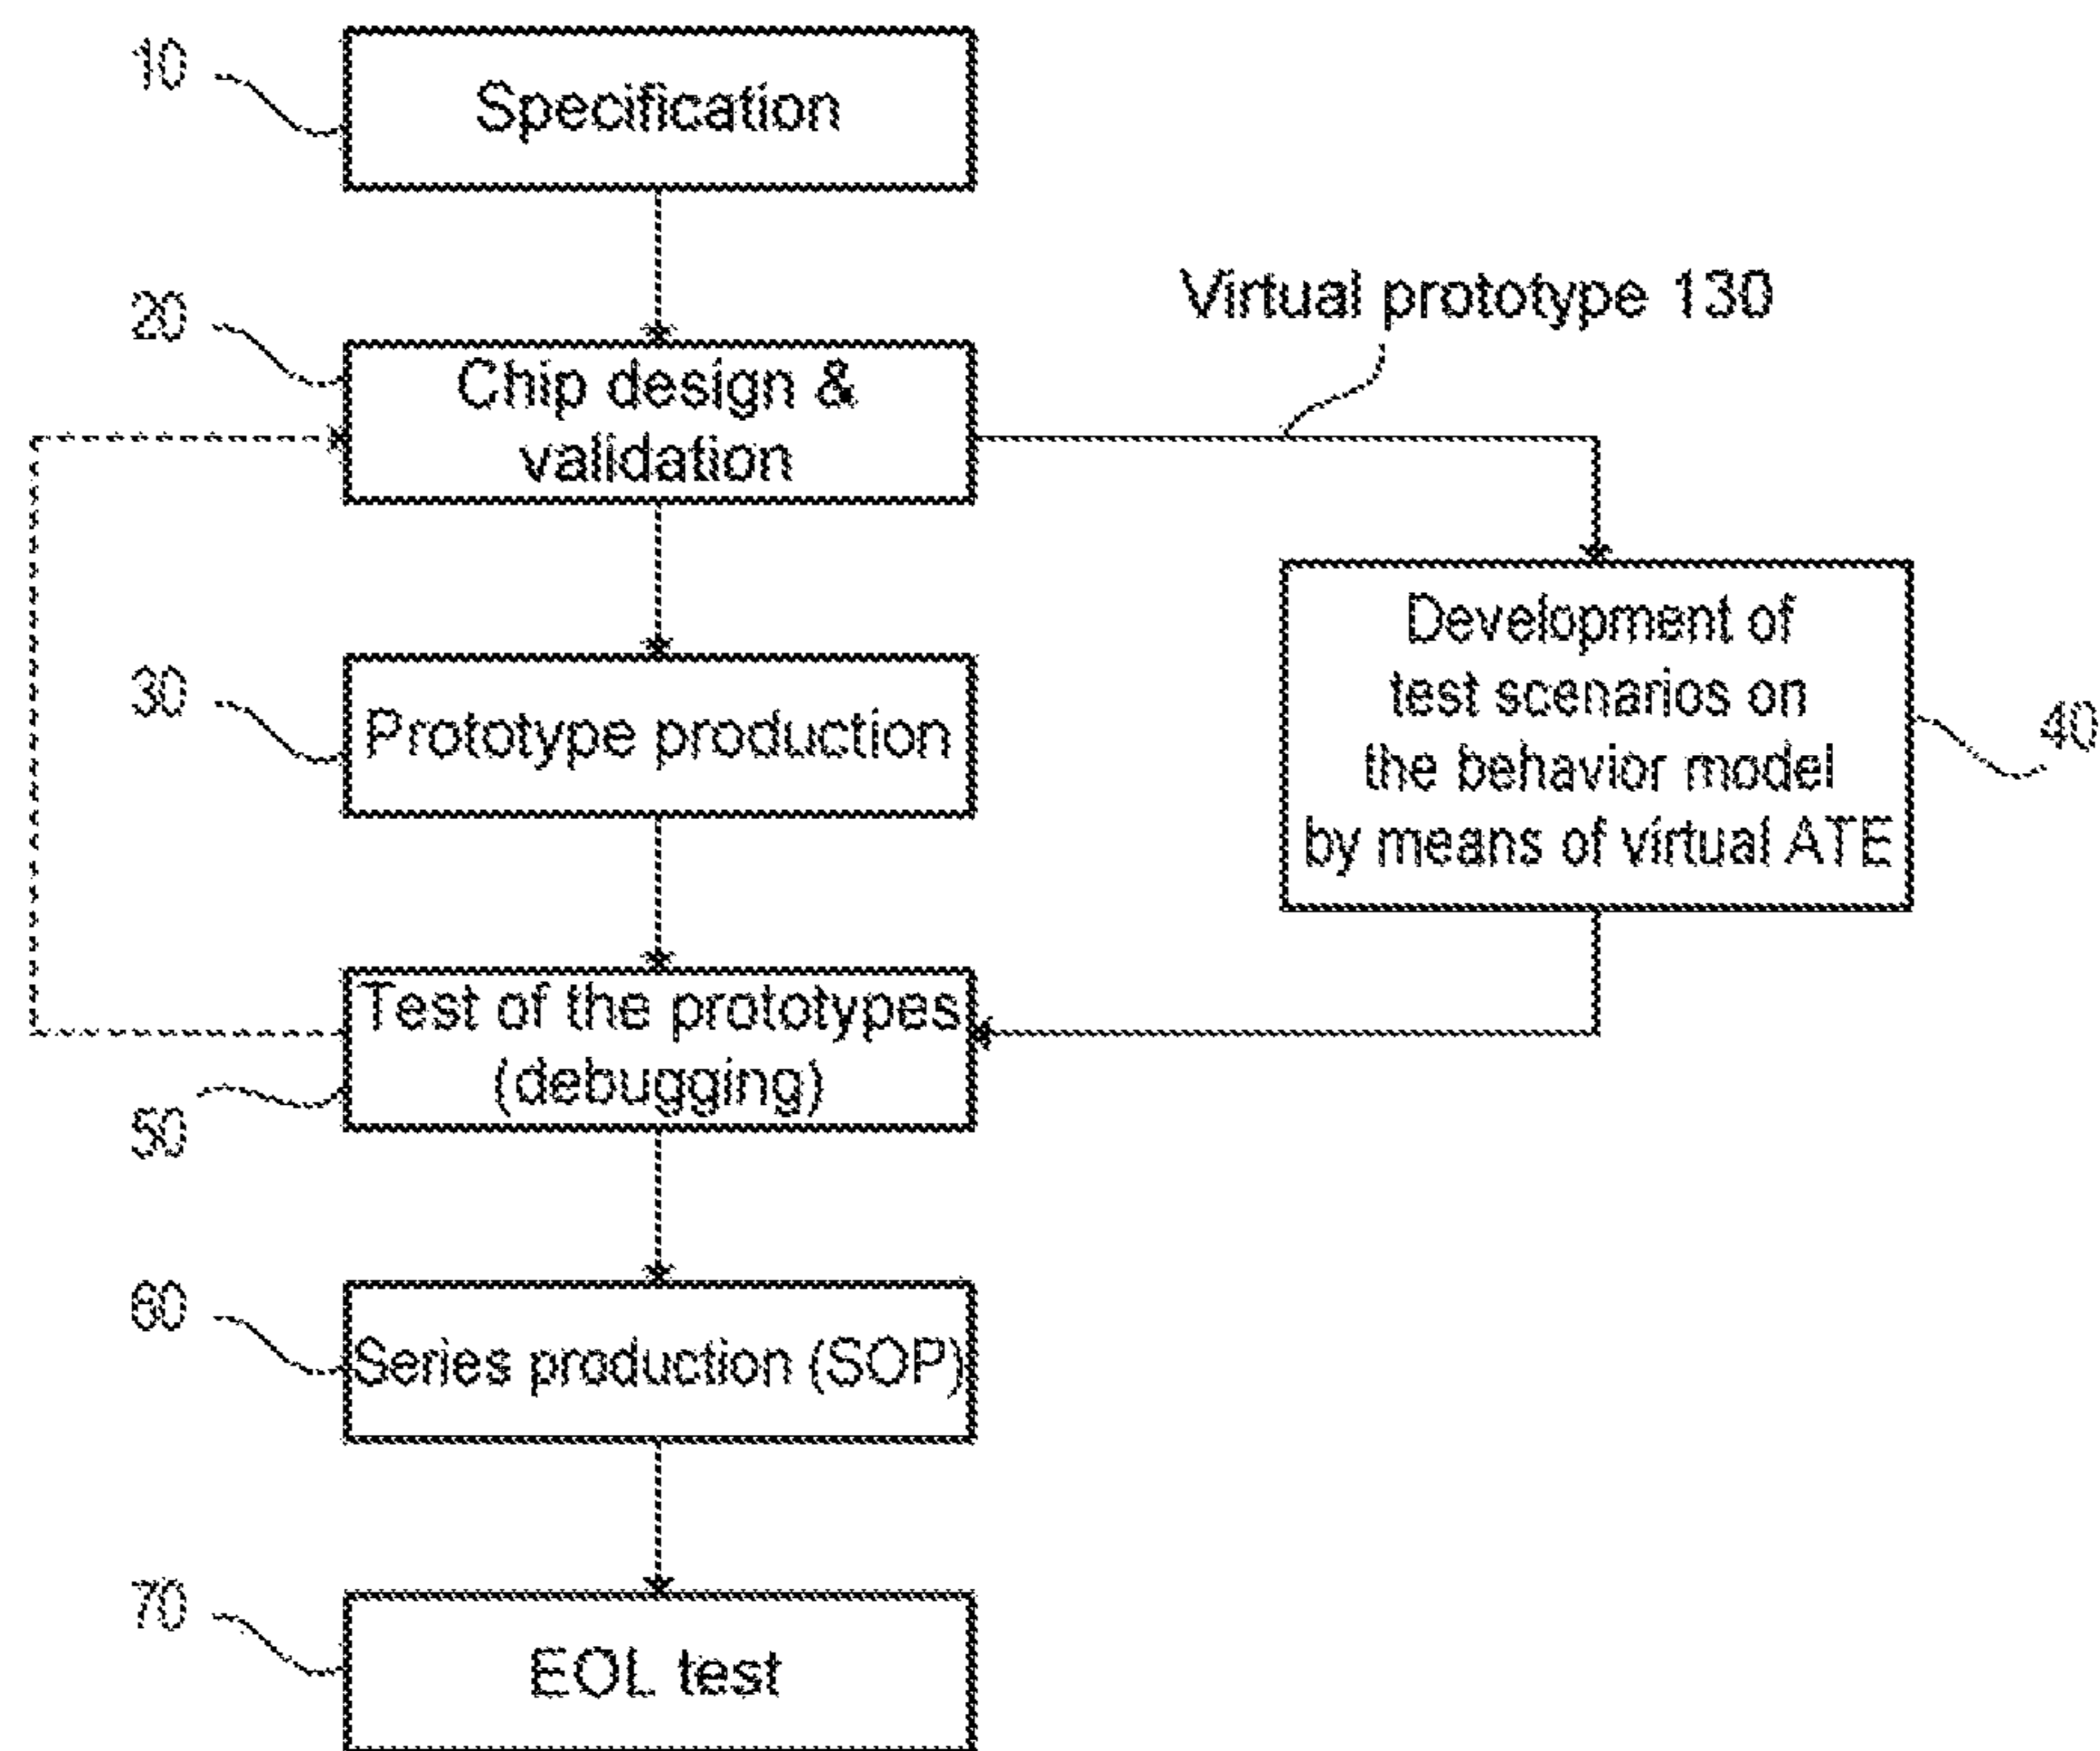 10
Specification
Virtual prototype 130
20
Chip design &
validation
Development of
test scenarios on
the behavior model
by means of virtual ATE
40
30
Prototype production
Test of the prototypes
(debugging)
50
60
Series production (SOP)
70
EOL test